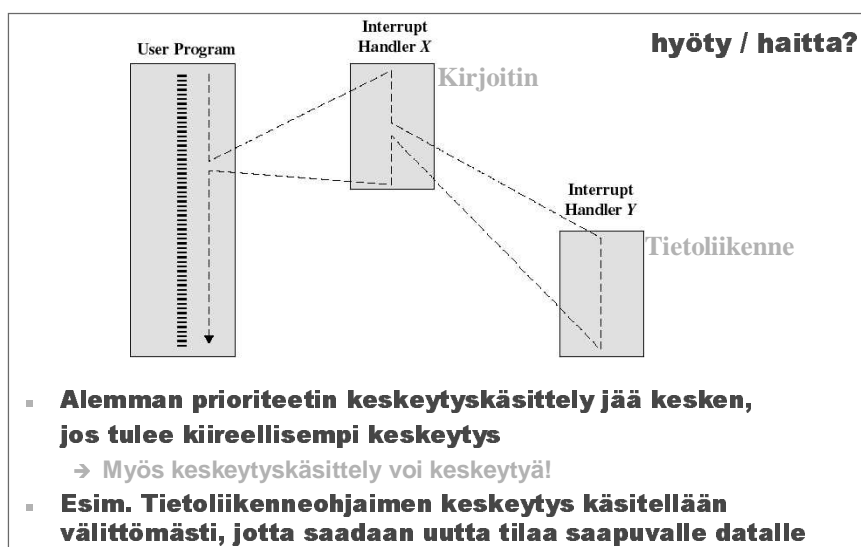 hyöty / haitta?
User Program
Interrupt
Handler X
Kirjoitin
Interrupt
Handler Y
Tietoliikenne
Alemman prioriteetin keskeytyskäsittely jää kesken,
jos tulee kiireellisempi keskeytys
→ Myös keskeytyskäsittely voi keskeytyä!
Esim. Tietoliikenneohjaimen keskeytys käsitellään
välittömästi, jotta saadaan uutta tilaa saapuvalle datalle